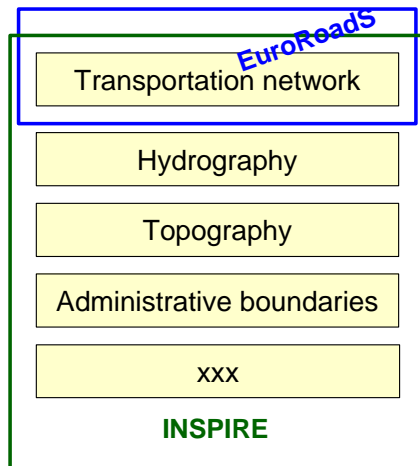 EuroRoadS
Transportation network
Hydrography
Topography
Administrative boundaries
xxx
INSPIRE